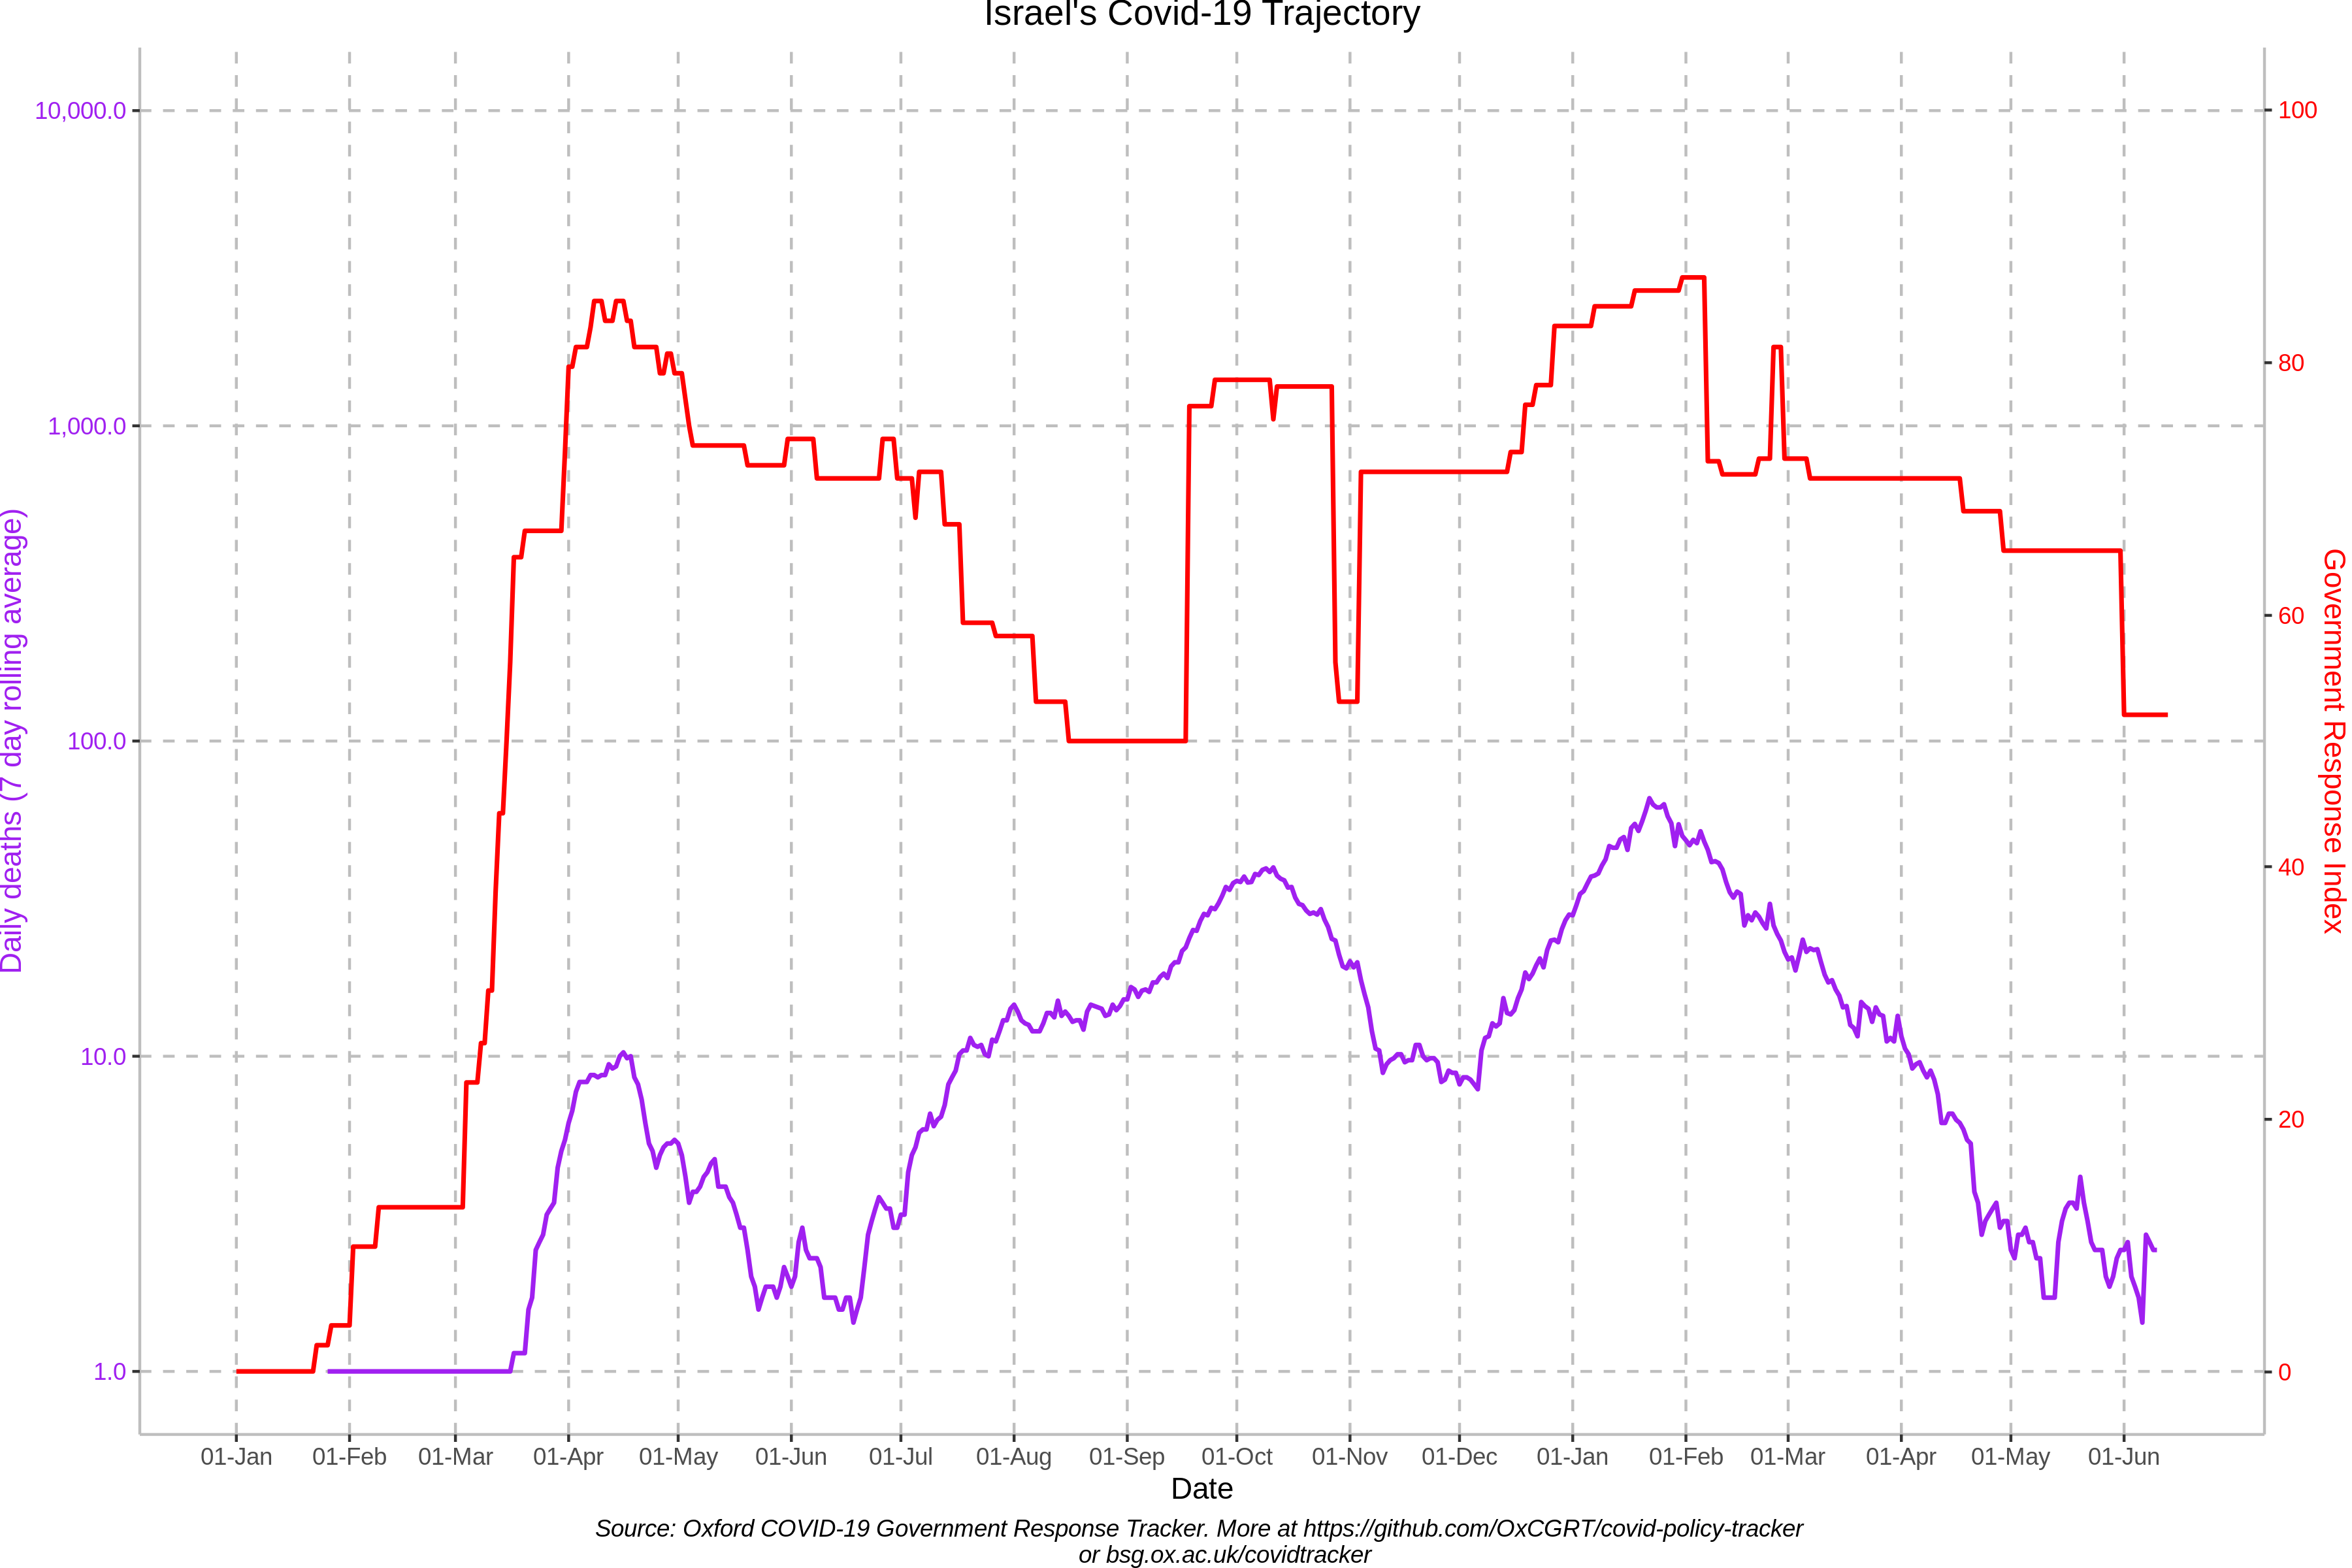 Israel's Covid-19 Trajectory
10,000.0
1,000.0
100.0
10.0
1.0
Daily deaths (7 day rolling average)
100
80
60
40
20
0
Government Response Index
01-Jan 01-Feb 01-Mar 01-Apr 01-May 01-Jun 01-Jul 01-Aug 01-Sep 01-Oct 01-Nov 01-Dec 01-Jan 01-Feb 01-Mar 01-Apr 01-May 01-Jun
Date
Source: Oxford COVID-19 Government Response Tracker. More at https://github.com/OxCGRT/covid-policy-tracker
or bsg.ox.ac.uk/covidtracker